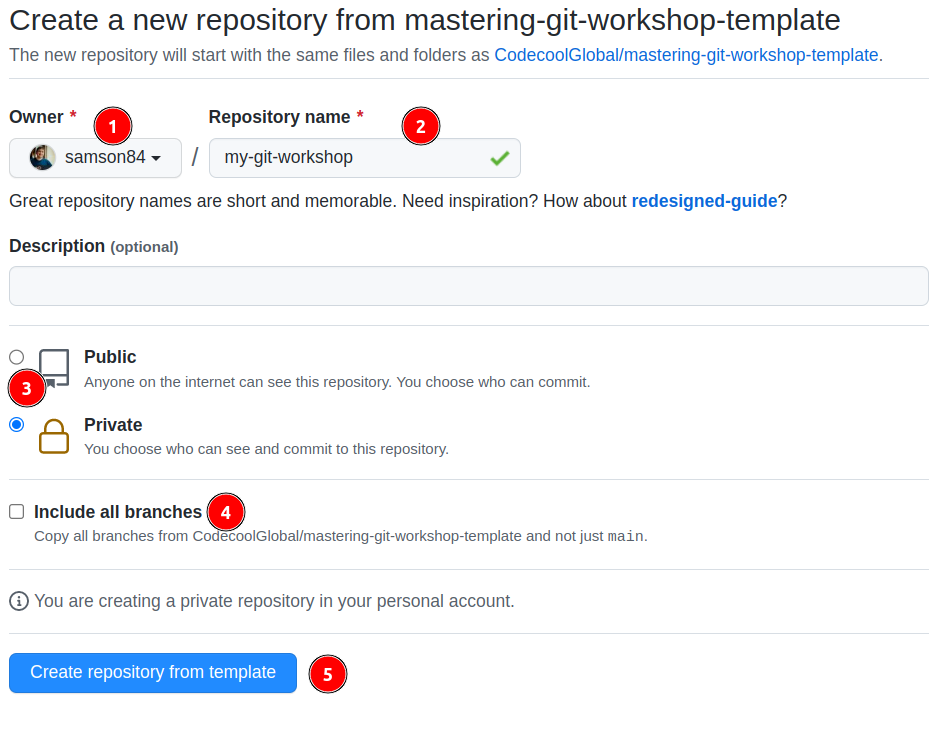 Create a new repository from mastering-git-workshop-template
The new repository will start with the same files and folders as CodecoolGlobal/mastering-git-workshop-template.
Owner * 1 Repository name * 2
samson84 / my-git-workshop
Great repository names are short and memorable. Need inspiration? How about redesigned-guide?
Description (optional)
Public
Anyone on the internet can see this repository. You choose who can commit.
3
Private
You choose who can see and commit to this repository.
Include all branches 4
Copy all branches from CodecoolGlobal/mastering-git-workshop-template and not just main.
You are creating a private repository in your personal account.
Create repository from template 5